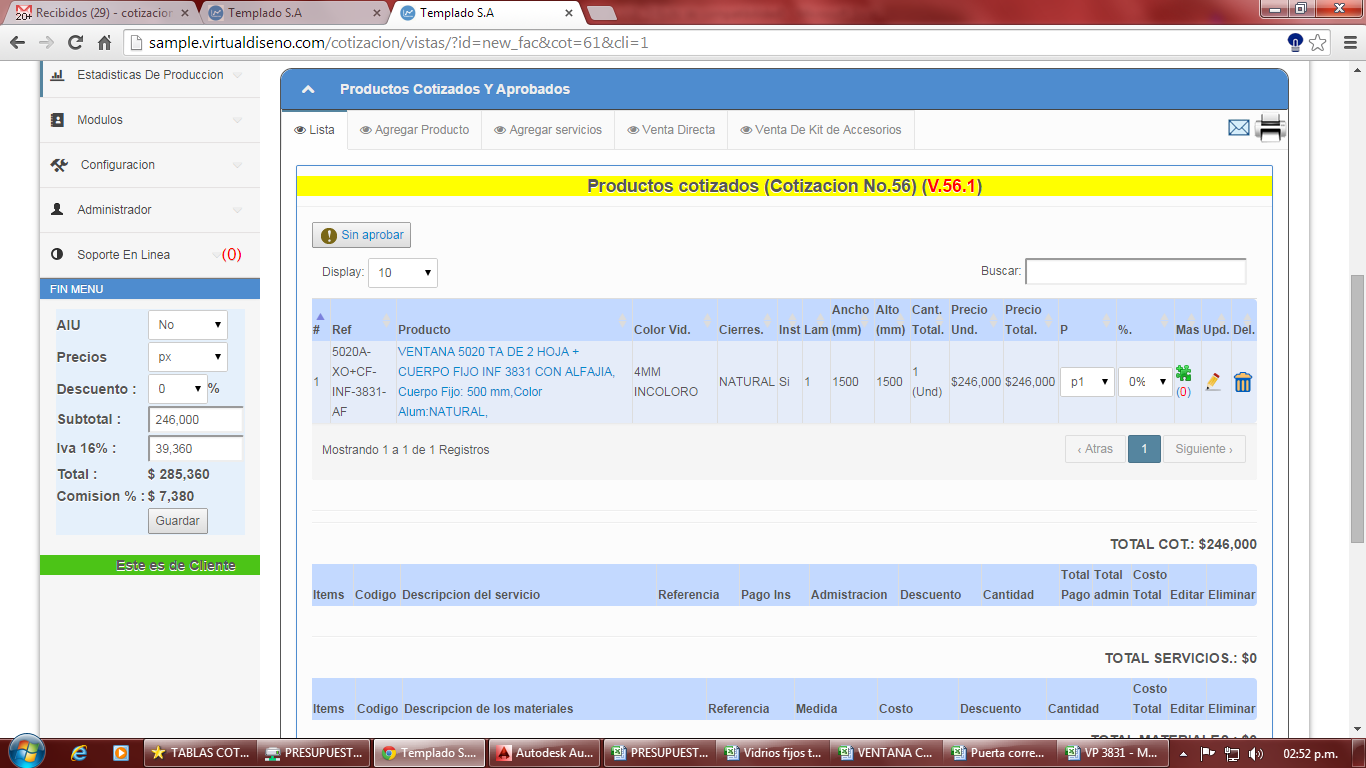 20+ Recibidos (29) - cotizacion
Templado S.A
Templado S.A
sample.virtualdiseno.com/cotizacion/vistas/?id=new_fac&cot=61&cli=1
Estadisticas De Produccion
Modulos
Configuracion
Administrador
Soporte En Linea (0)
FIN MENU
AIU No
Precios px
Descuento : 0 %
Subtotal : 246,000
Iva 16% : 39,360
Total : $ 285,360
Comision % : $ 7,380
Guardar
Este es de Cliente
Productos Cotizados Y Aprobados
Lista Agregar Producto Agregar servicios Venta Directa Venta De Kit de Accesorios
Productos cotizados (Cotizacion No.56) (V.56.1)
Sin aprobar
Display: 10 Buscar:
Ancho Alto Cant. Precio Precio
# Ref Producto Color Vid. Cierres. Inst Lam (mm) (mm) Total. Und. Total. P %. Mas Upd. Del.
5020A- VENTANA 5020 TA DE 2 HOJA +
XO+CF- CUERPO FIJO INF 3831 CON ALFAJIA, 4MM 1
1 INF-3831- Cuerpo Fijo: 500 mm,Color INCOLORO NATURAL Si 1 1500 1500 (Und) $246,000 $246,000 p1 0% (0)
AF Alum:NATURAL,
Mostrando 1 a 1 de 1 Registros ‹ Atras 1 Siguiente ›
TOTAL COT.: $246,000
Total Total Costo
Items Codigo Descripcion del servicio Referencia Pago Ins Admistracion Descuento Cantidad Pago admin Total Editar Eliminar
TOTAL SERVICIOS.: $0
Costo
Items Codigo Descripcion de los materiales Referencia Medida Costo Descuento Cantidad Total Editar Eliminar
TOTAL MATERIALES.: $0
TABLAS COT... PRESUPUEST... Templado S.... Autodesk Au... PRESUPUEST... Vidrios fijos t... VENTANA C... Puerta corre... VP 3831 - M... 02:52 p.m.